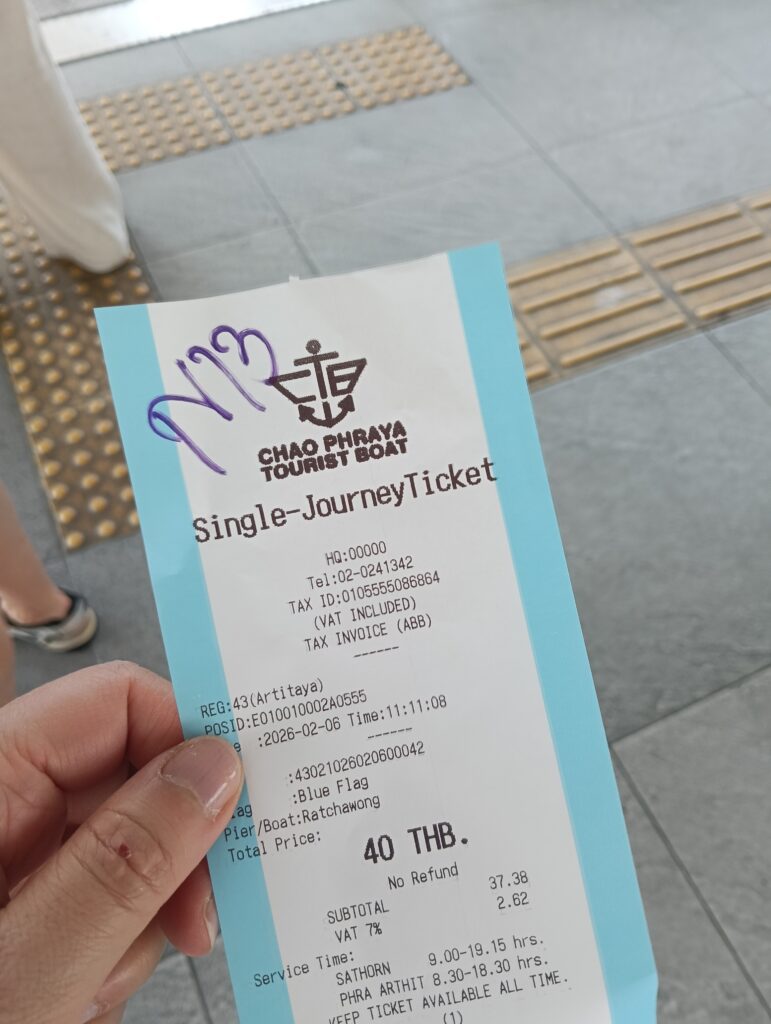 N13
CTB
CHAO PHRAYA
TOURIST BOAT
Single-JourneyTicket
HQ:00000
Tel:02-0241342
TAX ID:0105555086864
(VAT INCLUDED)
TAX INVOICE (ABB)
------
REG:43(Artitaya)
POSID:E010010002A0555
e :2026-02-06 Time:11:11:08
------
:43021026020600042
lag :Blue Flag
Pier/Boat:Ratchawong
Total Price:
40 THB.
No Refund
SUBTOTAL 37.38
VAT 7% 2.62
Service Time:
SATHORN 9.00-19.15 hrs.
PHRA ARTHIT 8.30-18.30 hrs.
KEEP TICKET AVAILABLE ALL TIME.
(1)